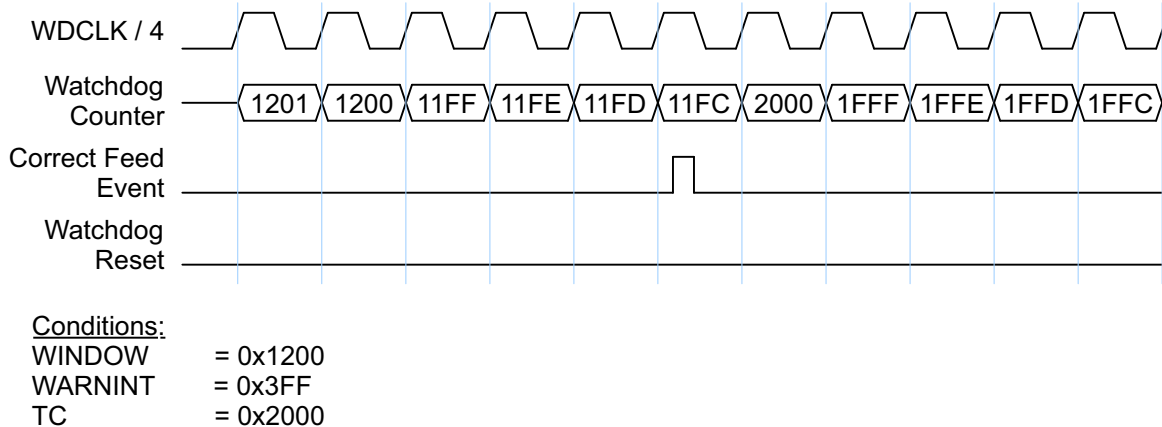 WDCLK / 4
Watchdog
Counter
1201 1200 11FF 11FE 11FD 11FC 2000 1FFF 1FFE 1FFD 1FFC
Correct Feed
Event
Watchdog
Reset
Conditions:
WINDOW = 0x1200
WARNINT = 0x3FF
TC = 0x2000